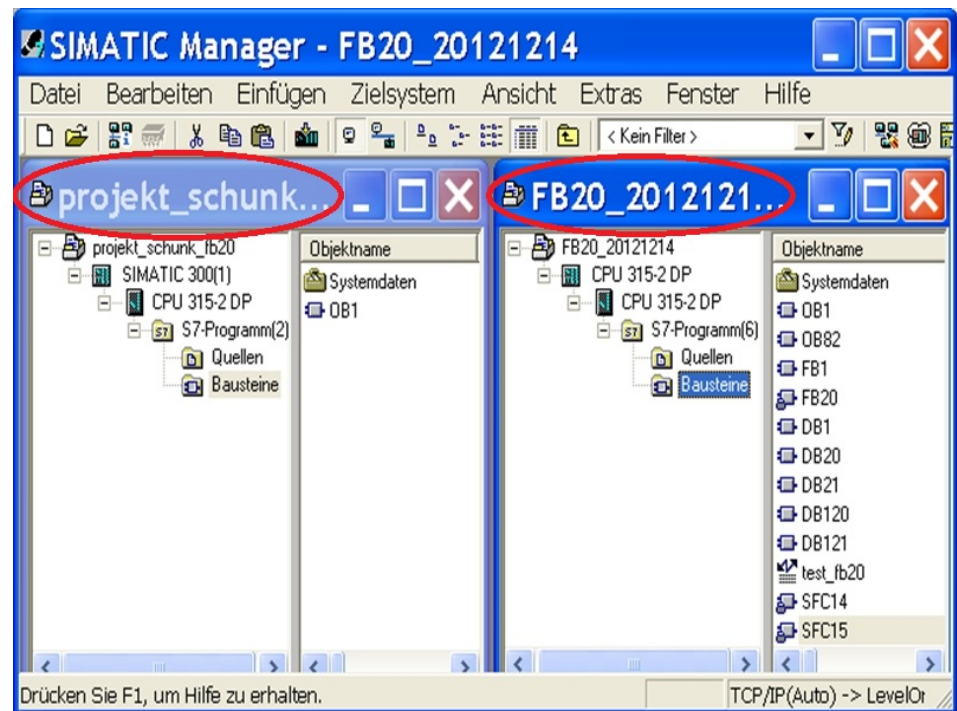 SIMATIC Manager - FB20_20121214
Datei Bearbeiten Einfügen Zielsystem Ansicht Extras Fenster Hilfe
< Kein Filter >
projekt_schunk...
projekt_schunk_fb20
SIMATIC 300(1)
CPU 315-2 DP
S7-Programm(2)
Quellen
Bausteine
Objektname
Systemdaten
OB1
FB20_2012121...
FB20_20121214
CPU 315-2 DP
CPU 315-2 DP
S7-Programm(6)
Quellen
Bausteine
Objektname
Systemdaten
OB1
OB82
FB1
FB20
DB1
DB20
DB21
DB120
DB121
test_fb20
SFC14
SFC15
Drücken Sie F1, um Hilfe zu erhalten.
TCP/IP(Auto) ->